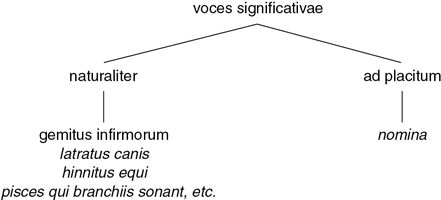 voces significativae
naturaliter
ad placitum
gemitus infirmorum
nomina
latratus canis
hinnitus equi
pisces qui branchiis sonant, etc.